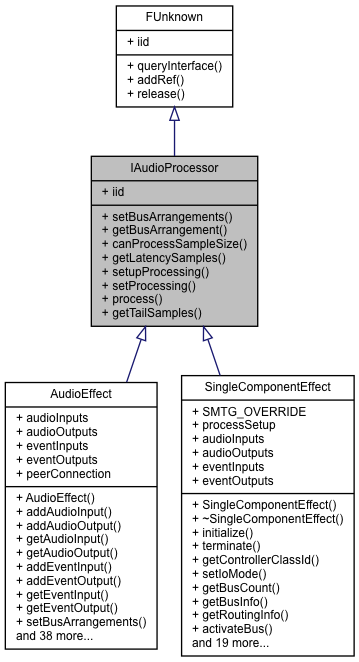 FUnknown
+ iid
+ queryInterface()
+ addRef()
+ release()
IAudioProcessor
+ iid
+ setBusArrangements()
+ getBusArrangement()
+ canProcessSampleSize()
+ getLatencySamples()
+ setupProcessing()
+ setProcessing()
+ process()
+ getTailSamples()
AudioEffect
+ audioInputs
+ audioOutputs
+ eventInputs
+ eventOutputs
+ peerConnection
+ AudioEffect()
+ addAudioInput()
+ addAudioOutput()
+ getAudioInput()
+ getAudioOutput()
+ addEventInput()
+ addEventOutput()
+ getEventInput()
+ getEventOutput()
+ setBusArrangements()
and 38 more...
SingleComponentEffect
+ SMTG_OVERRIDE
+ processSetup
+ audioInputs
+ audioOutputs
+ eventInputs
+ eventOutputs
+ SingleComponentEffect()
+ ~SingleComponentEffect()
+ initialize()
+ terminate()
+ getControllerClassId()
+ setIoMode()
+ getBusCount()
+ getBusInfo()
+ getRoutingInfo()
+ activateBus()
and 19 more...